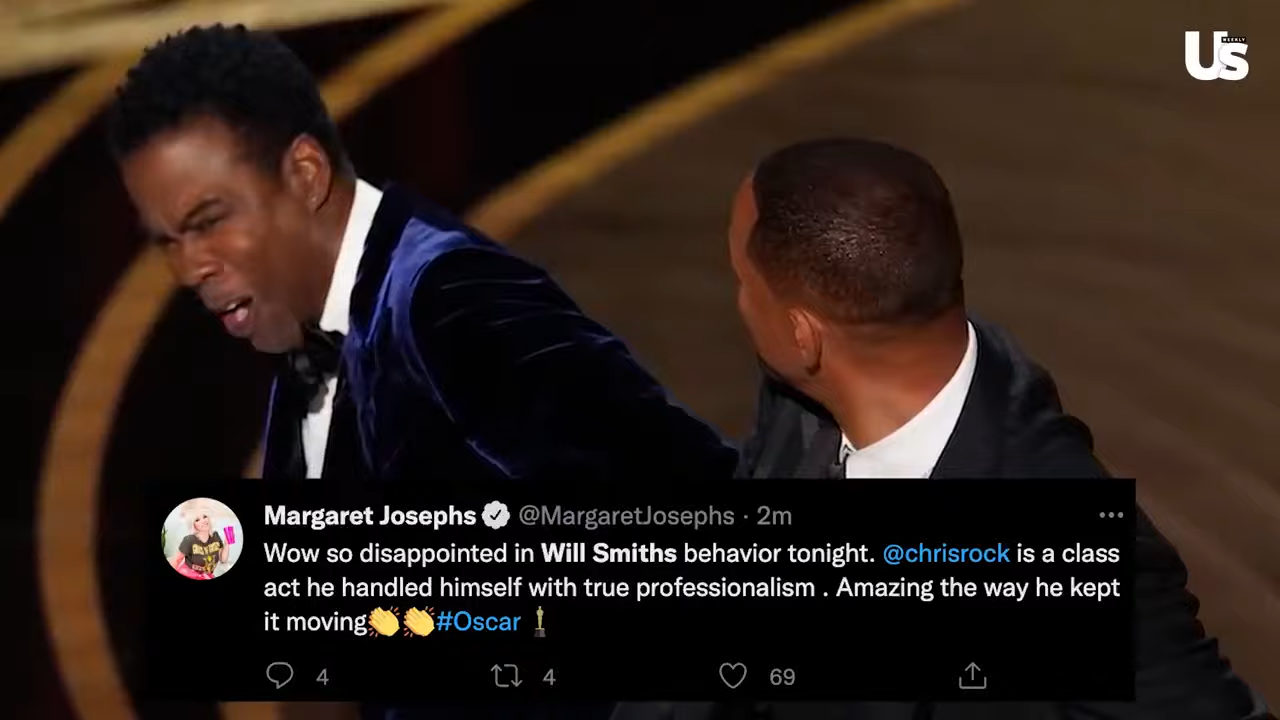 Us
WEEKLY
Margaret Josephs @MargaretJosephs · 2m
Wow so disappointed in Will Smiths behavior tonight. @chrisrock is a class
act he handled himself with true professionalism . Amazing the way he kept
it moving👏👏#Oscar
4 4 69